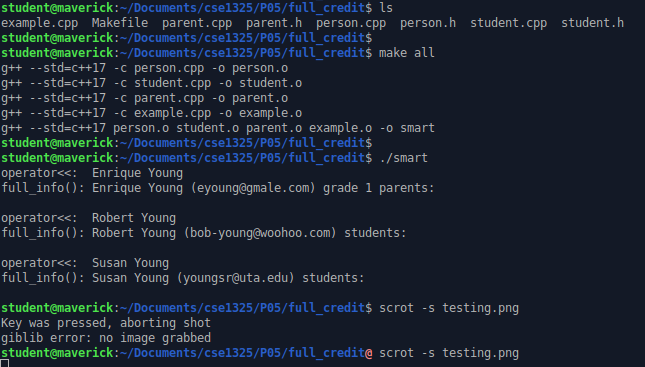 student@maverick:~/Documents/cse1325/P05/full_credit$ ls
example.cpp  Makefile  parent.cpp  parent.h  person.cpp  person.h  student.cpp  student.h
student@maverick:~/Documents/cse1325/P05/full_credit$
student@maverick:~/Documents/cse1325/P05/full_credit$ make all
g++ --std=c++17 -c person.cpp -o person.o
g++ --std=c++17 -c student.cpp -o student.o
g++ --std=c++17 -c parent.cpp -o parent.o
g++ --std=c++17 -c example.cpp -o example.o
g++ --std=c++17 person.o student.o parent.o example.o -o smart
student@maverick:~/Documents/cse1325/P05/full_credit$
student@maverick:~/Documents/cse1325/P05/full_credit$ ./smart
operator<<:  Enrique Young
full_info(): Enrique Young (eyoung@gmale.com) grade 1 parents:

operator<<:  Robert Young
full_info(): Robert Young (bob-young@woohoo.com) students:

operator<<:  Susan Young
full_info(): Susan Young (youngsr@uta.edu) students:

student@maverick:~/Documents/cse1325/P05/full_credit$ scrot -s testing.png
Key was pressed, aborting shot
giblib error: no image grabbed
student@maverick:~/Documents/cse1325/P05/full_credit@ scrot -s testing.png